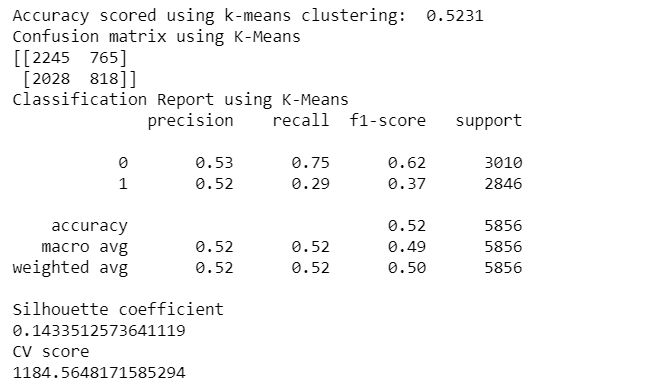 Accuracy scored using k-means clustering:  0.5231
Confusion matrix using K-Means
[[2245  765]
 [2028  818]]
Classification Report using K-Means
              precision    recall  f1-score   support

           0       0.53      0.75      0.62      3010
           1       0.52      0.29      0.37      2846

    accuracy                           0.52      5856
   macro avg       0.52      0.52      0.49      5856
weighted avg       0.52      0.52      0.50      5856

Silhouette coefficient
0.1433512573641119
CV score
1184.5648171585294